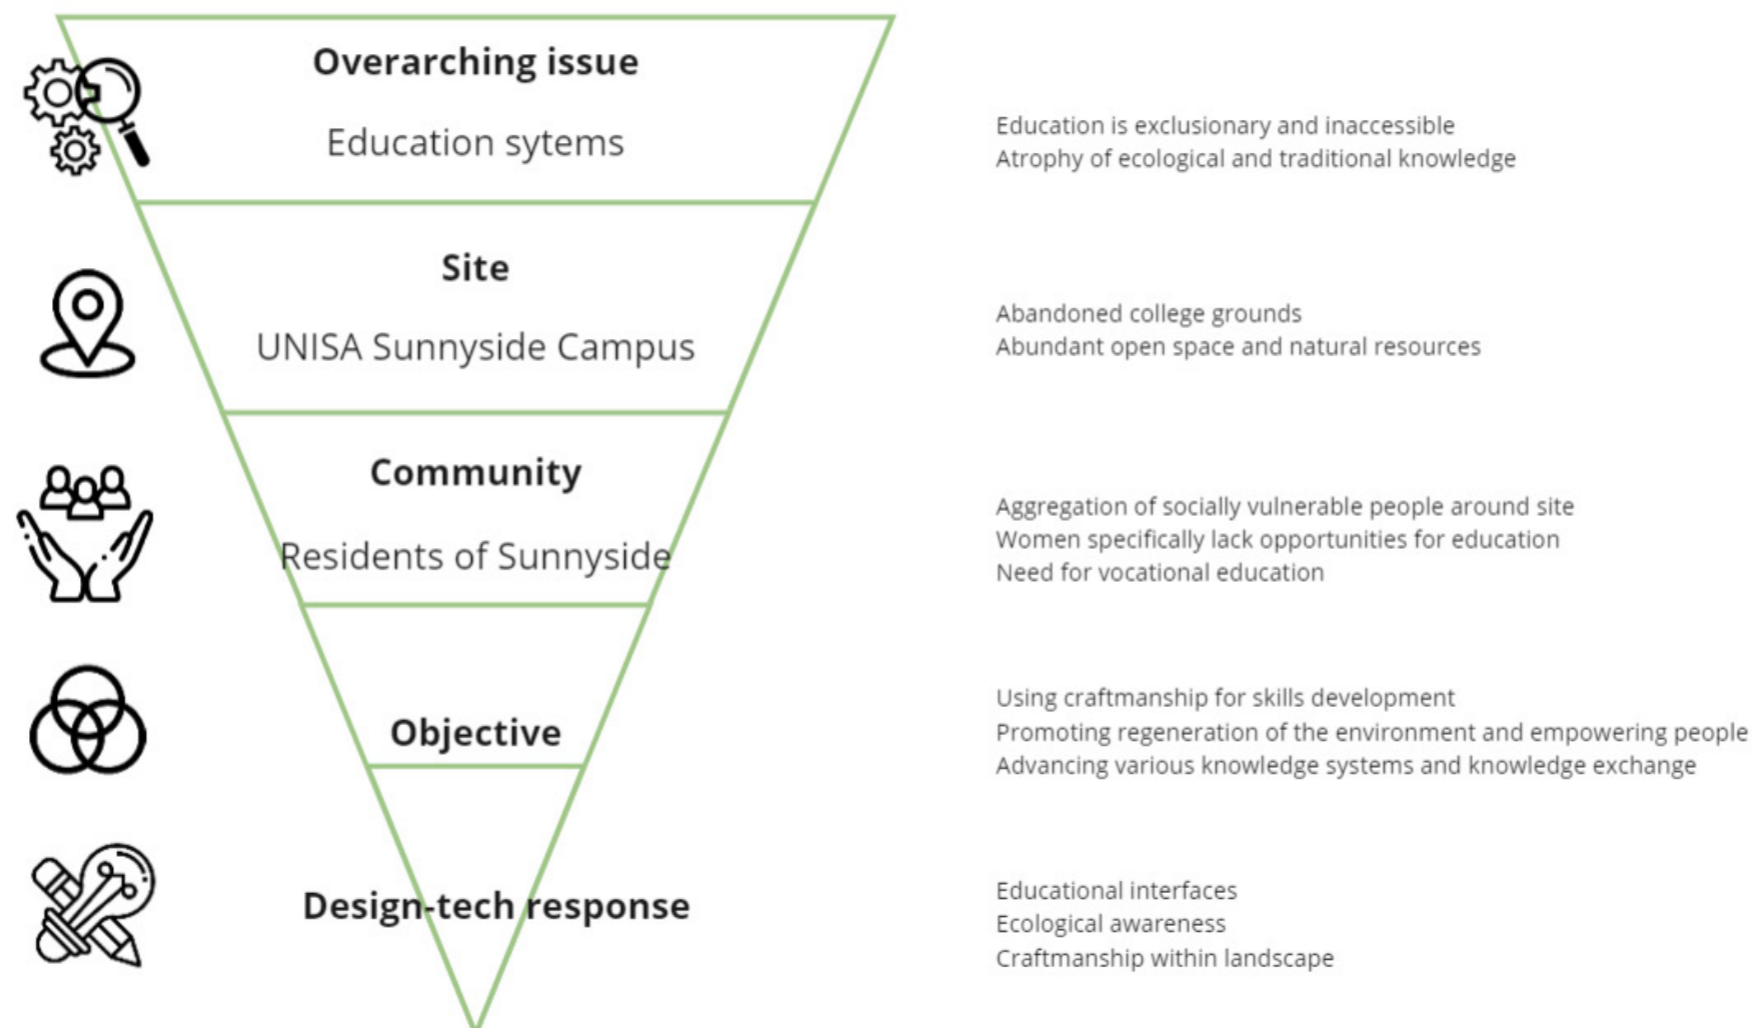 Overarching issue
Education sytems
Education is exclusionary and inaccessible
Atrophy of ecological and traditional knowledge
Site
UNISA Sunnyside Campus
Abandoned college grounds
Abundant open space and natural resources
Community
Residents of Sunnyside
Aggregation of socially vulnerable people around site
Women specifically lack opportunities for education
Need for vocational education
Objective
Using craftmanship for skills development
Promoting regeneration of the environment and empowering people
Advancing various knowledge systems and knowledge exchange
Design-tech response
Educational interfaces
Ecological awareness
Craftmanship within landscape